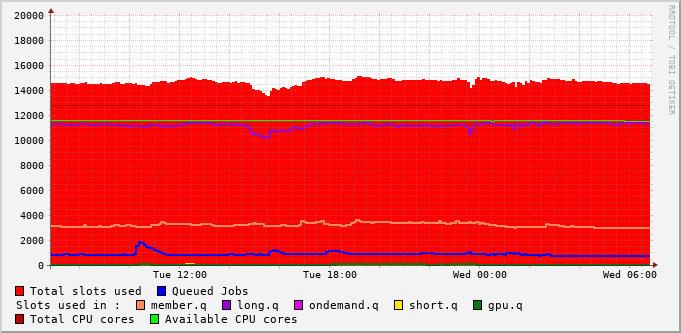 RRDTOOL / TOBI OETIKER
20000
18000
16000
14000
12000
10000
8000
6000
4000
2000
0
Tue 12:00 Tue 18:00 Wed 00:00 Wed 06:00
Total slots used Queued Jobs
Slots used in : member.q long.q ondemand.q short.q gpu.q
Total CPU cores Available CPU cores